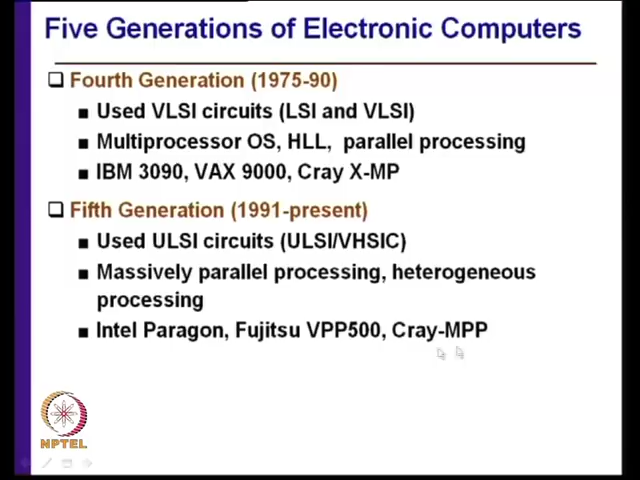 Five Generations of Electronic Computers
Fourth Generation (1975-90)
Used VLSI circuits (LSI and VLSI)
Multiprocessor OS, HLL, parallel processing
IBM 3090, VAX 9000, Cray X-MP
Fifth Generation (1991-present)
Used ULSI circuits (ULSI/VHSIC)
Massively parallel processing, heterogeneous
processing
Intel Paragon, Fujitsu VPP500, Cray-MPP
NPTEL